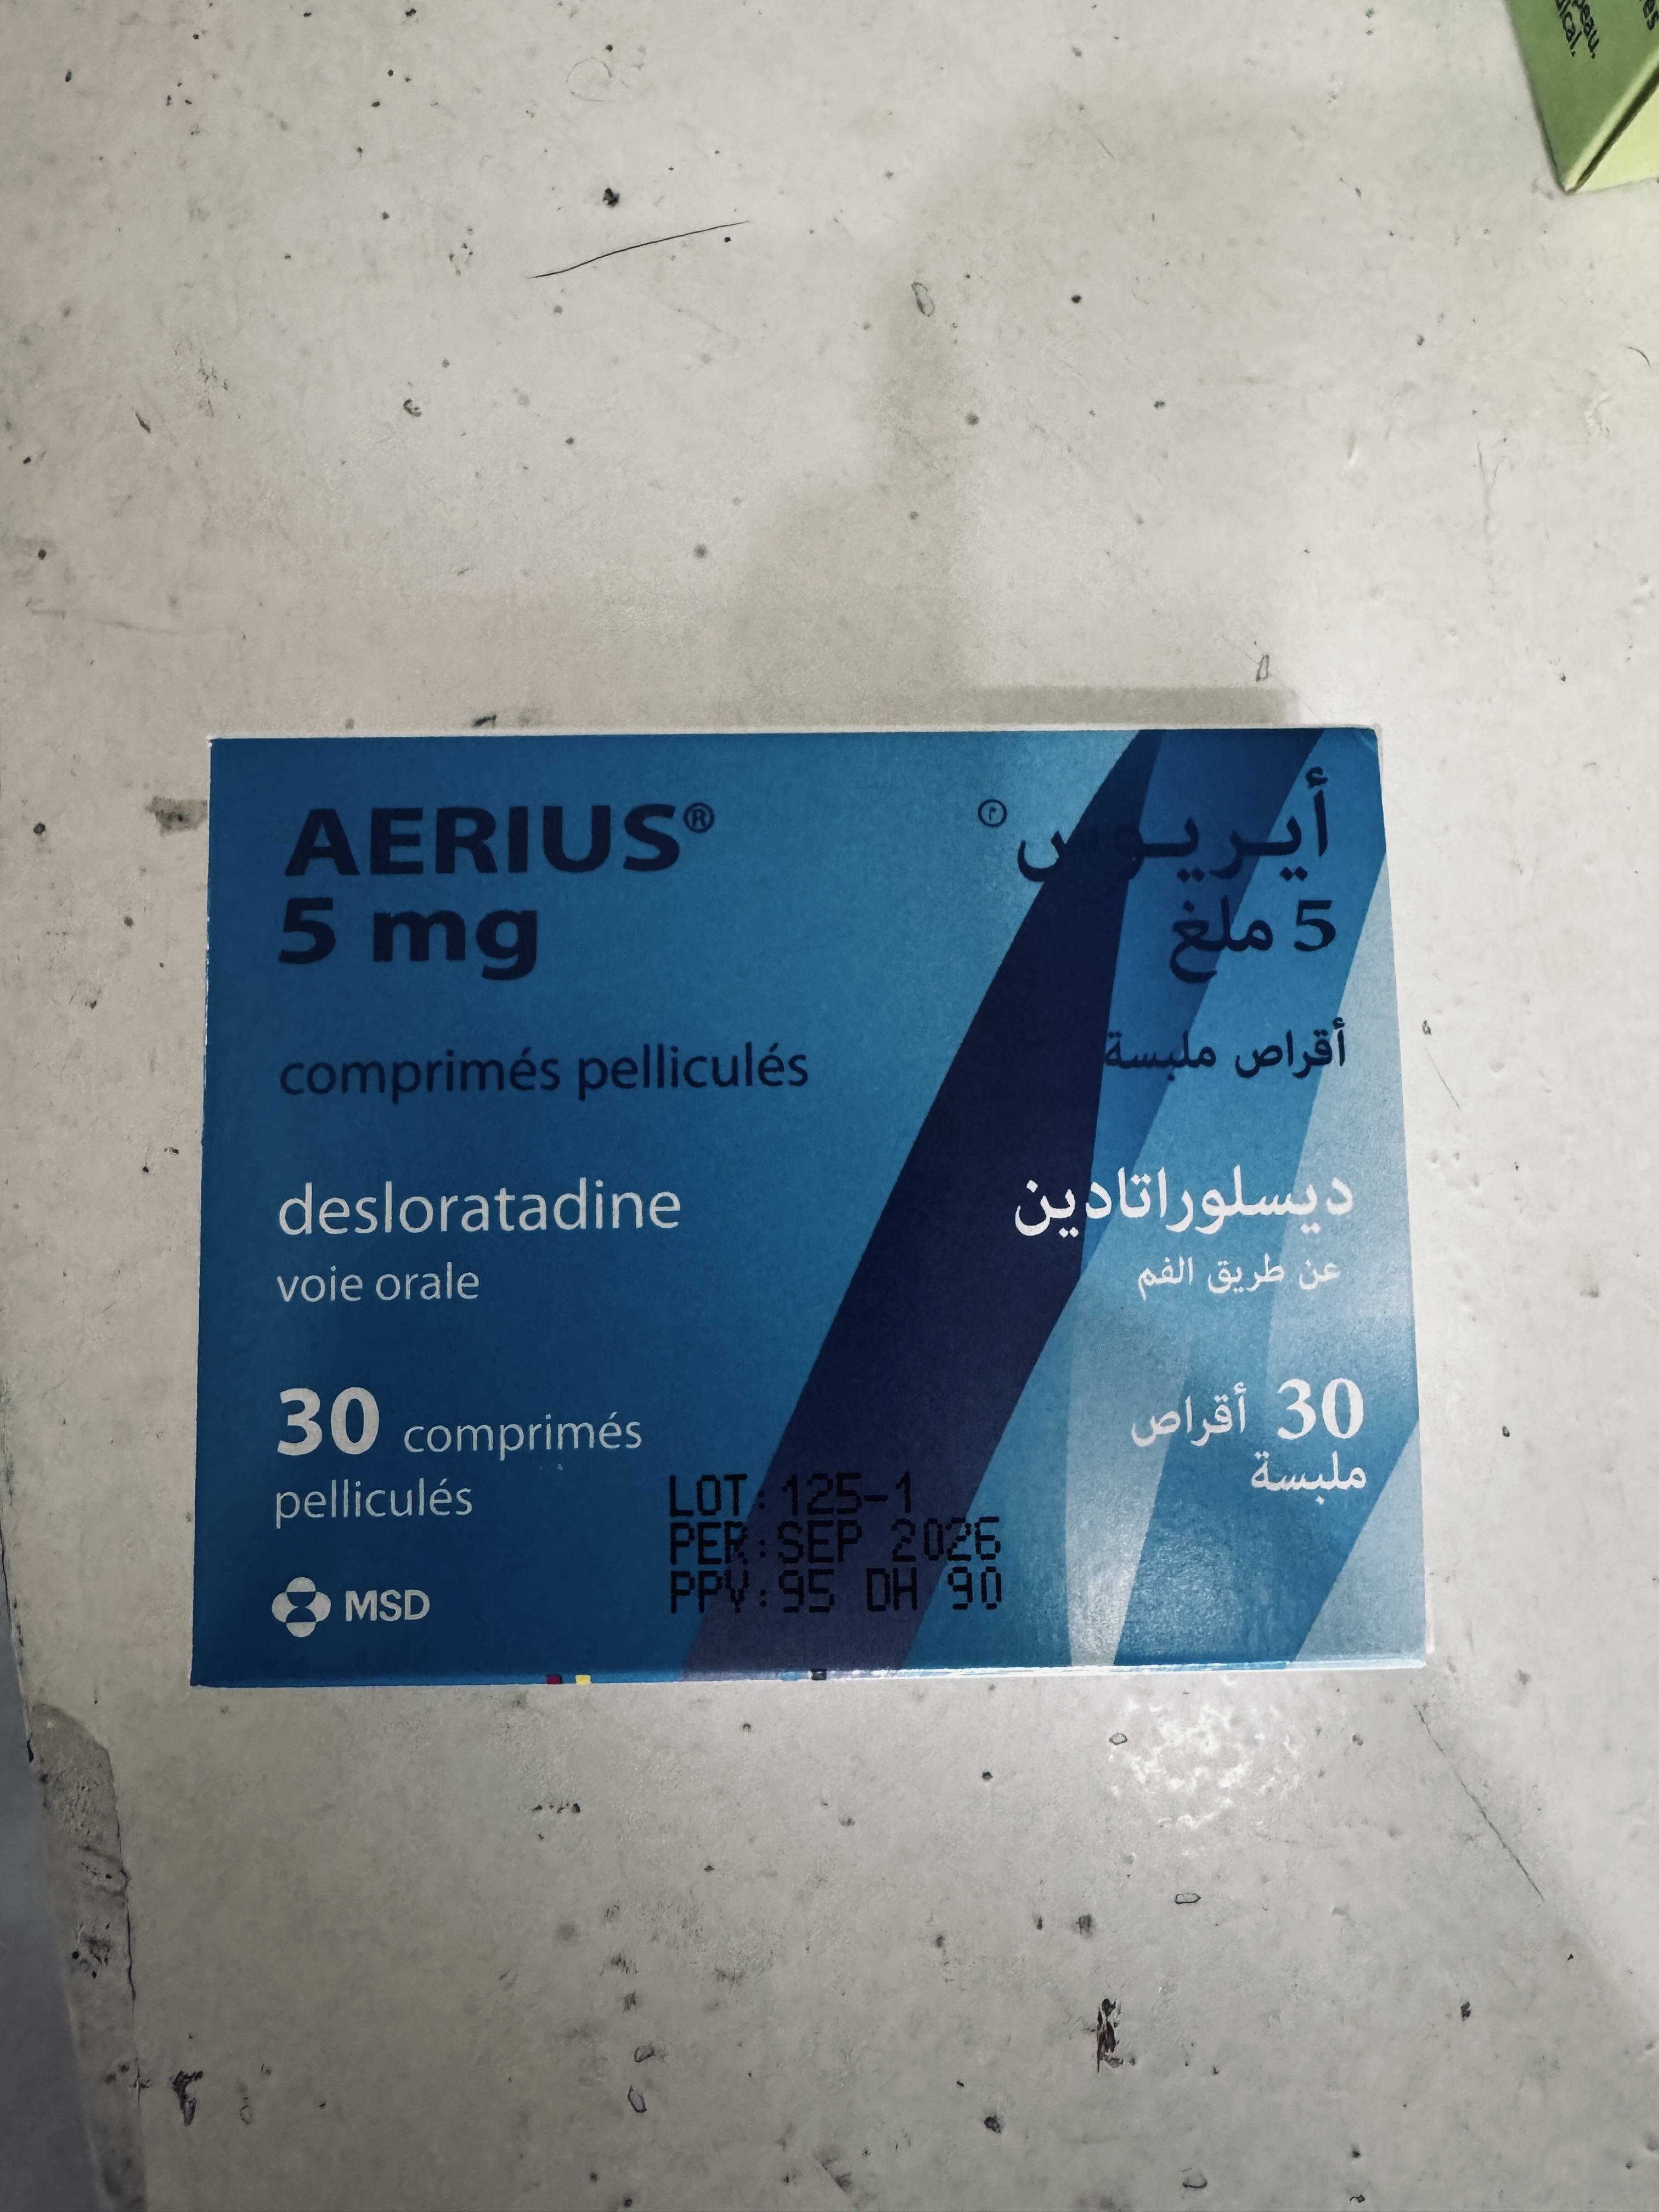 peau.
AERIUS®
5 mg
comprimés pelliculés
desloratadine
voie orale
30 comprimés
pelliculés
MSD
أيريوس
5 ملغ
أقراص ملبسة
ديسلوراتادين
عن طريق الفم
30 أقراص
ملبسة
LOT:125-1
PER:SEP 2026
PPV:95 DH 90